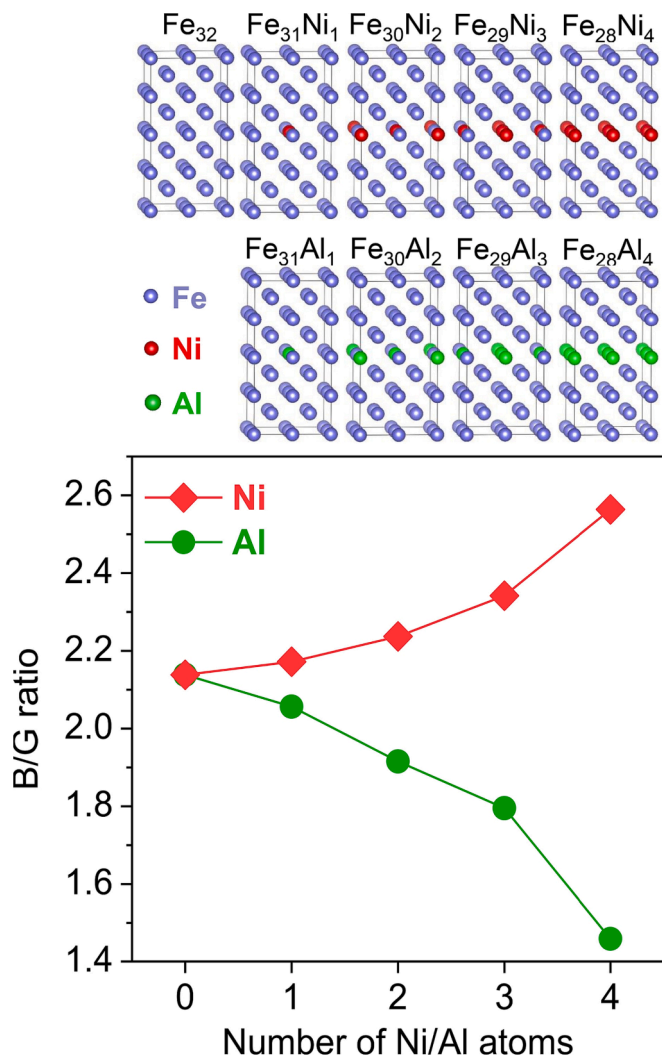 Fe32 Fe31Ni1 Fe30Ni2 Fe29Ni3 Fe28Ni4
Fe31Al1 Fe30Al2 Fe29Al3 Fe28Al4
Fe
Ni
Al
Ni
Al
2.6
2.4
2.2
2.0
1.8
1.6
1.4
B/G ratio
0 1 2 3 4
Number of Ni/Al atoms